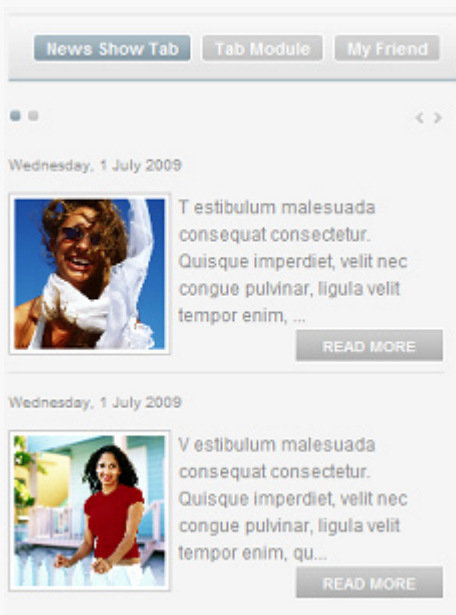 News Show Tab Tab Module My Friend
Wednesday, 1 July 2009
T estibulum malesuada
consequat consectetur.
Quisque imperdiet, velit nec
congue pulvinar, ligula velit
tempor enim, ...
READ MORE
Wednesday, 1 July 2009
V estibulum malesuada
consequat consectetur.
Quisque imperdiet, velit nec
congue pulvinar, ligula velit
tempor enim, qu...
READ MORE